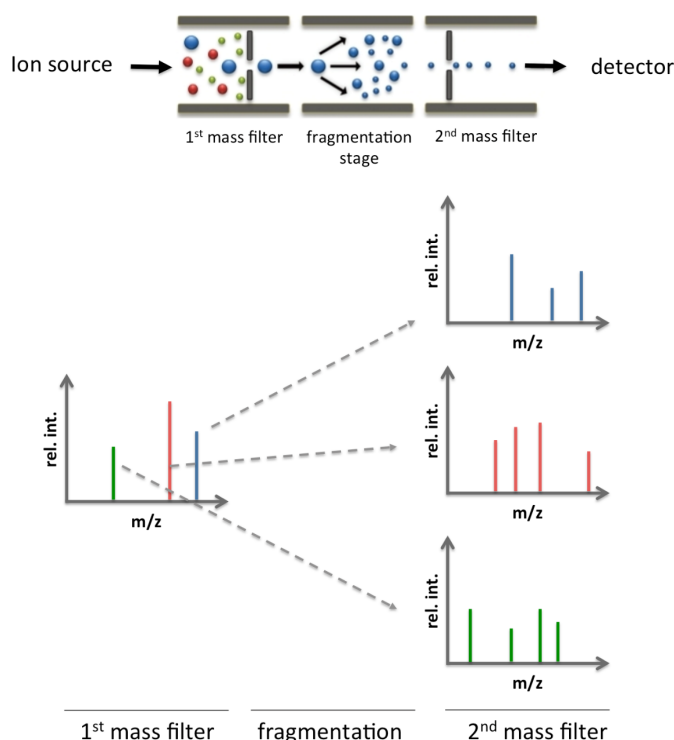 Ion source
detector
1st mass filter
fragmentation
stage
2nd mass filter
rel. int.
m/z
rel. int.
m/z
rel. int.
m/z
rel. int.
m/z
1st mass filter
fragmentation
2nd mass filter